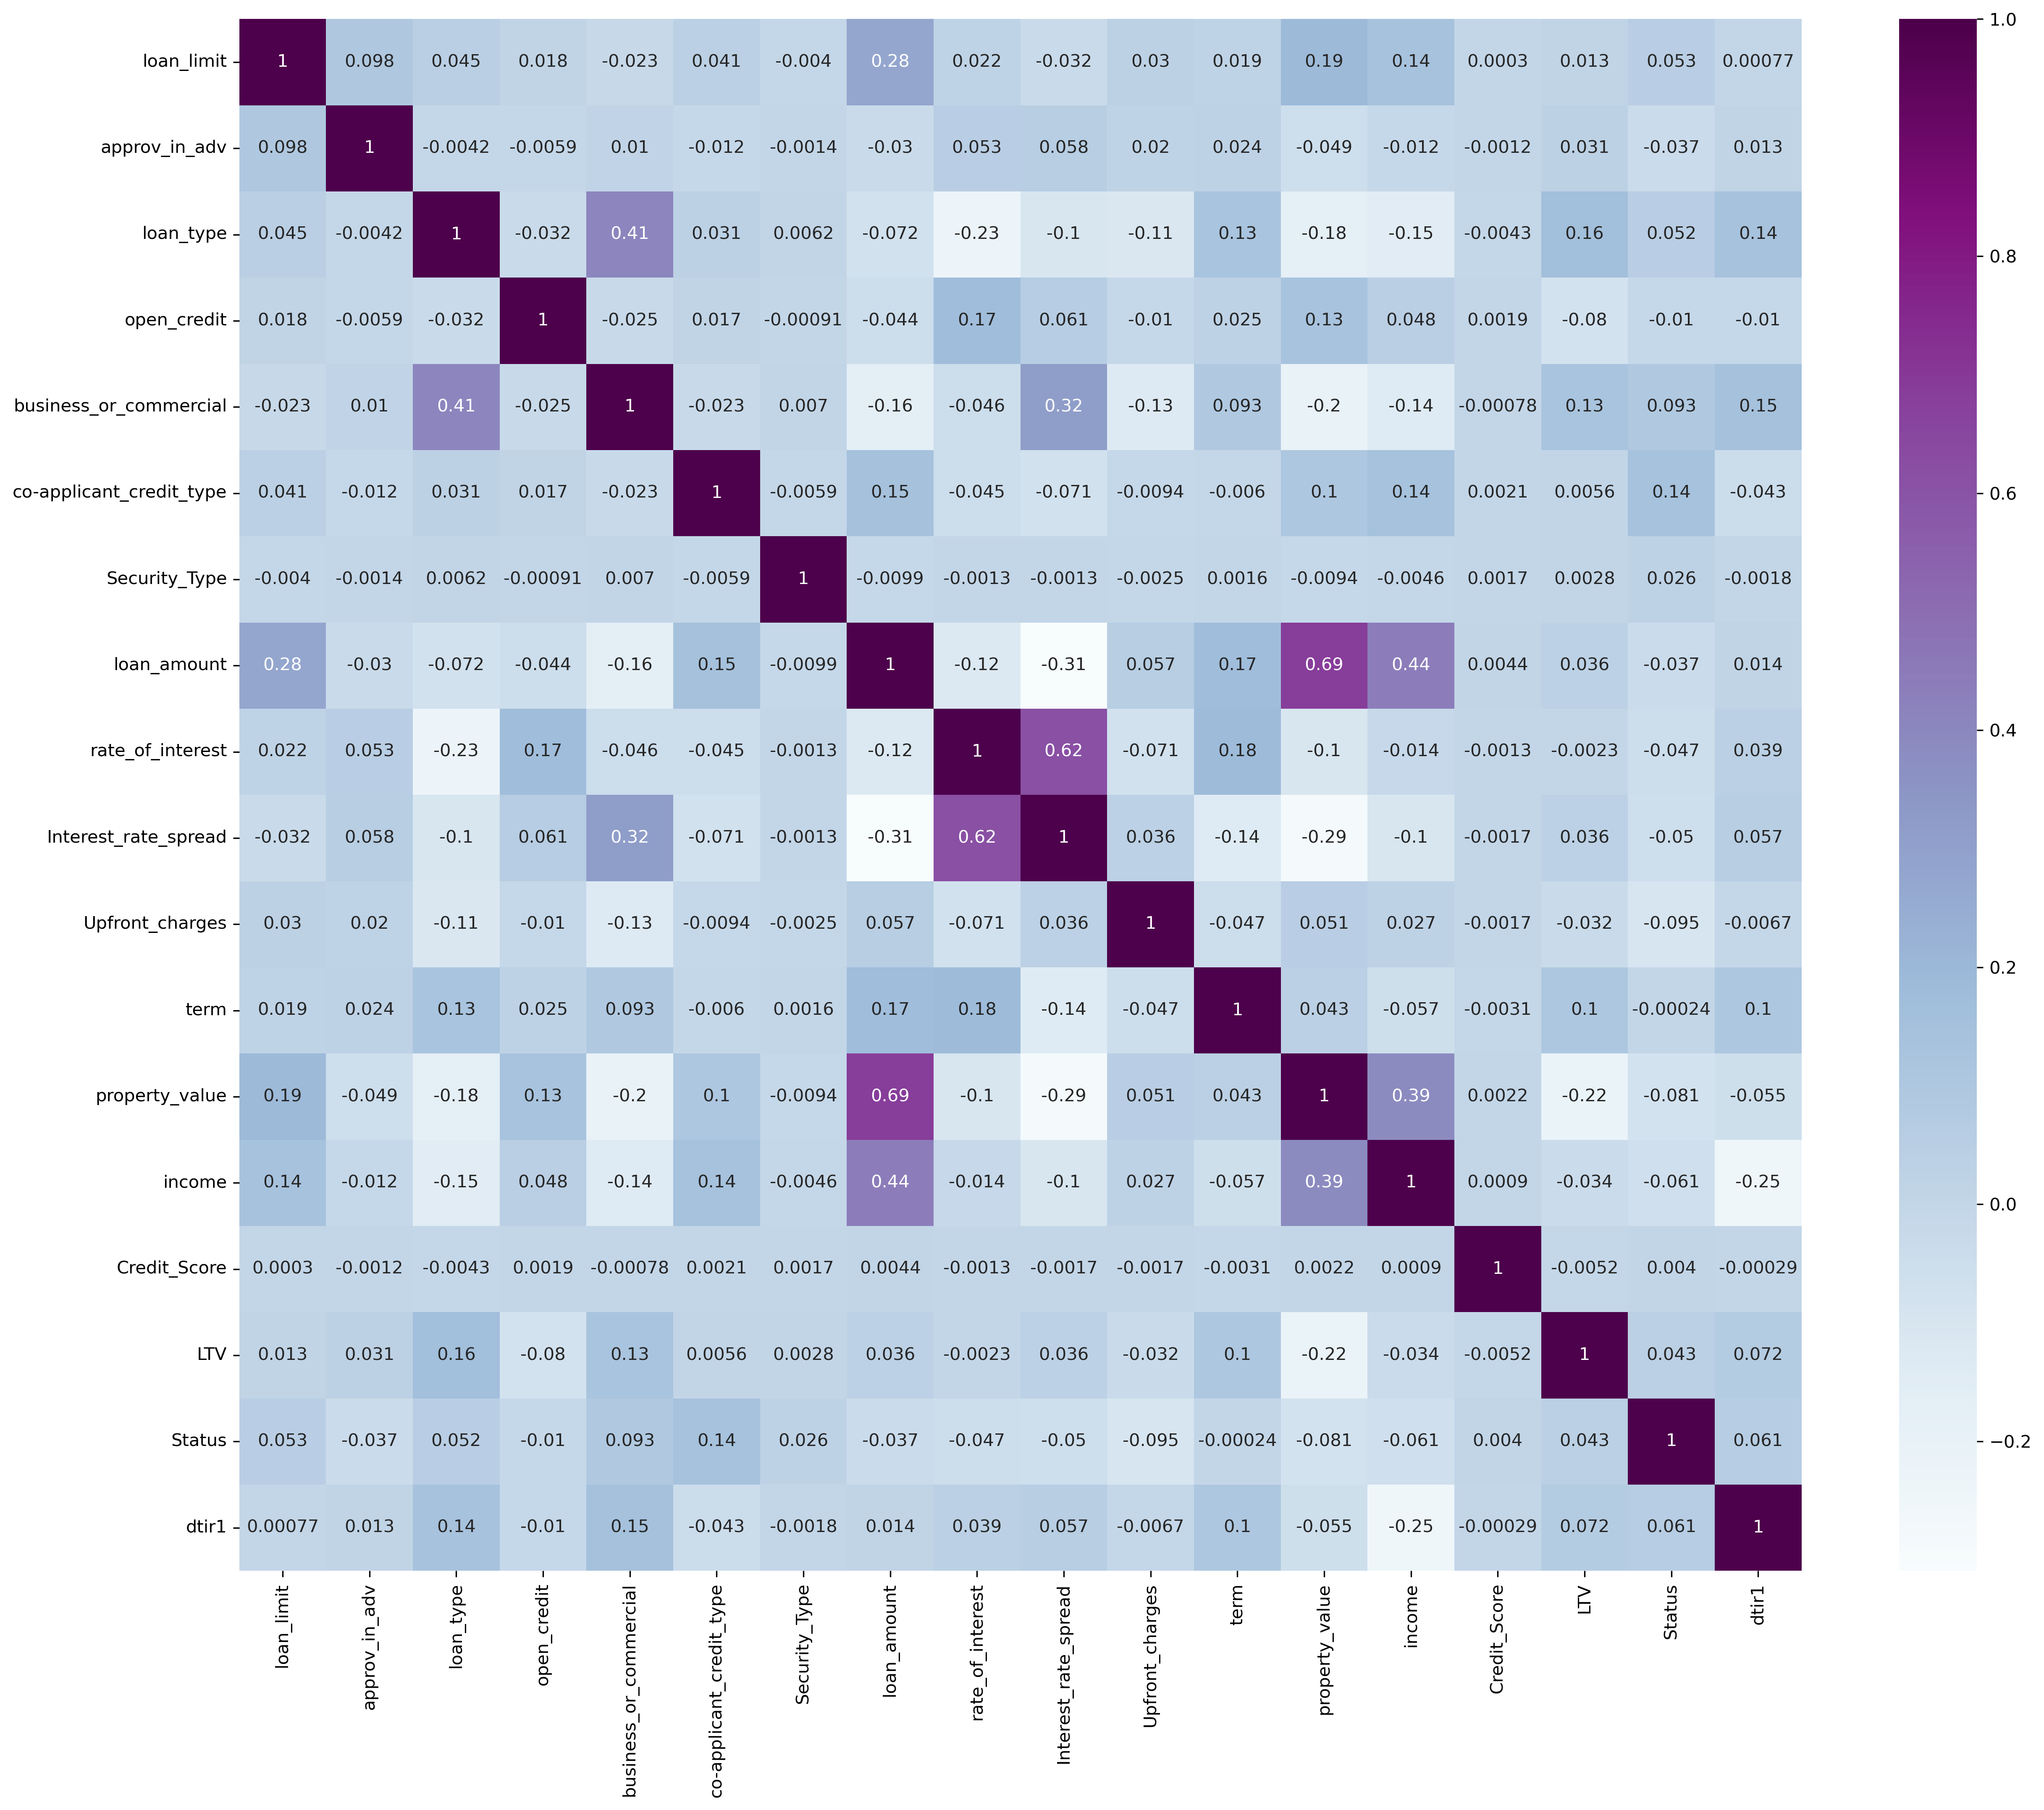 loan_limit 1 0.098 0.045 0.018 -0.023 0.041 -0.004 0.28 0.022 -0.032 0.03 0.019 0.19 0.14 0.0003 0.013 0.053 0.00077
approv_in_adv 0.098 1 -0.0042 -0.0059 0.01 -0.012 -0.0014 -0.03 0.053 0.058 0.02 0.024 -0.049 -0.012 -0.0012 0.031 -0.037 0.013
loan_type 0.045 -0.0042 1 -0.032 0.41 0.031 0.0062 -0.072 -0.23 -0.1 -0.11 0.13 -0.18 -0.15 -0.0043 0.16 0.052 0.14
open_credit 0.018 -0.0059 -0.032 1 -0.025 0.017 -0.00091 -0.044 0.17 0.061 -0.01 0.025 0.13 0.048 0.0019 -0.08 -0.01 -0.01
business_or_commercial -0.023 0.01 0.41 -0.025 1 -0.023 0.007 -0.16 -0.046 0.32 -0.13 0.093 -0.2 -0.14 -0.00078 0.13 0.093 0.15
co-applicant_credit_type 0.041 -0.012 0.031 0.017 -0.023 1 -0.0059 0.15 -0.045 -0.071 -0.0094 -0.006 0.1 0.14 0.0021 0.0056 0.14 -0.043
Security_Type -0.004 -0.0014 0.0062 -0.00091 0.007 -0.0059 1 -0.0099 -0.0013 -0.0013 -0.0025 0.0016 -0.0094 -0.0046 0.0017 0.0028 0.026 -0.0018
loan_amount 0.28 -0.03 -0.072 -0.044 -0.16 0.15 -0.0099 1 -0.12 -0.31 0.057 0.17 0.69 0.44 0.0044 0.036 -0.037 0.014
rate_of_interest 0.022 0.053 -0.23 0.17 -0.046 -0.045 -0.0013 -0.12 1 0.62 -0.071 0.18 -0.1 -0.014 -0.0013 -0.0023 -0.047 0.039
Interest_rate_spread -0.032 0.058 -0.1 0.061 0.32 -0.071 -0.0013 -0.31 0.62 1 0.036 -0.14 -0.29 -0.1 -0.0017 0.036 -0.05 0.057
Upfront_charges 0.03 0.02 -0.11 -0.01 -0.13 -0.0094 -0.0025 0.057 -0.071 0.036 1 -0.047 0.051 0.027 -0.0017 -0.032 -0.095 -0.0067
term 0.019 0.024 0.13 0.025 0.093 -0.006 0.0016 0.17 0.18 -0.14 -0.047 1 0.043 -0.057 -0.0031 0.1 -0.00024 0.1
property_value 0.19 -0.049 -0.18 0.13 -0.2 0.1 -0.0094 0.69 -0.1 -0.29 0.051 0.043 1 0.39 0.0022 -0.22 -0.081 -0.055
income 0.14 -0.012 -0.15 0.048 -0.14 0.14 -0.0046 0.44 -0.014 -0.1 0.027 -0.057 0.39 1 0.0009 -0.034 -0.061 -0.25
Credit_Score 0.0003 -0.0012 -0.0043 0.0019 -0.00078 0.0021 0.0017 0.0044 -0.0013 -0.0017 -0.0017 -0.0031 0.0022 0.0009 1 -0.0052 0.004 -0.00029
LTV 0.013 0.031 0.16 -0.08 0.13 0.0056 0.0028 0.036 -0.0023 0.036 -0.032 0.1 -0.22 -0.034 -0.0052 1 0.043 0.072
Status 0.053 -0.037 0.052 -0.01 0.093 0.14 0.026 -0.037 -0.047 -0.05 -0.095 -0.00024 -0.081 -0.061 0.004 0.043 1 0.061
dtir1 0.00077 0.013 0.14 -0.01 0.15 -0.043 -0.0018 0.014 0.039 0.057 -0.0067 0.1 -0.055 -0.25 -0.00029 0.072 0.061 1
loan_limit
approv_in_adv
loan_type
open_credit
business_or_commercial
co-applicant_credit_type
Security_Type
loan_amount
rate_of_interest
Interest_rate_spread
Upfront_charges
term
property_value
income
Credit_Score
LTV
Status
dtir1
1.0
0.8
0.6
0.4
0.2
0.0
−0.2